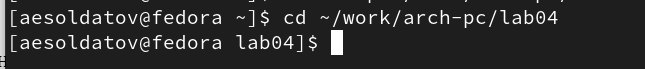 [aesoldatov@fedora ~]$ cd ~/work/arch-pc/lab04
[aesoldatov@fedora lab04]$